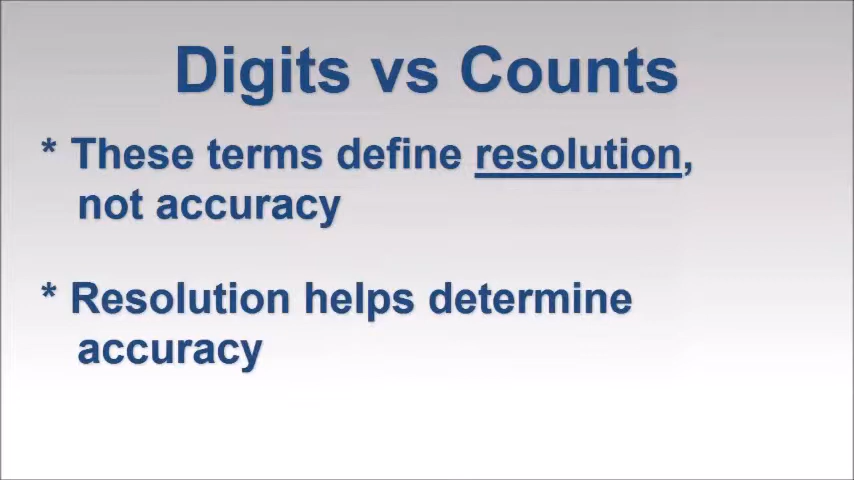 Digits vs Counts
* These terms define resolution,
not accuracy
* Resolution helps determine
accuracy